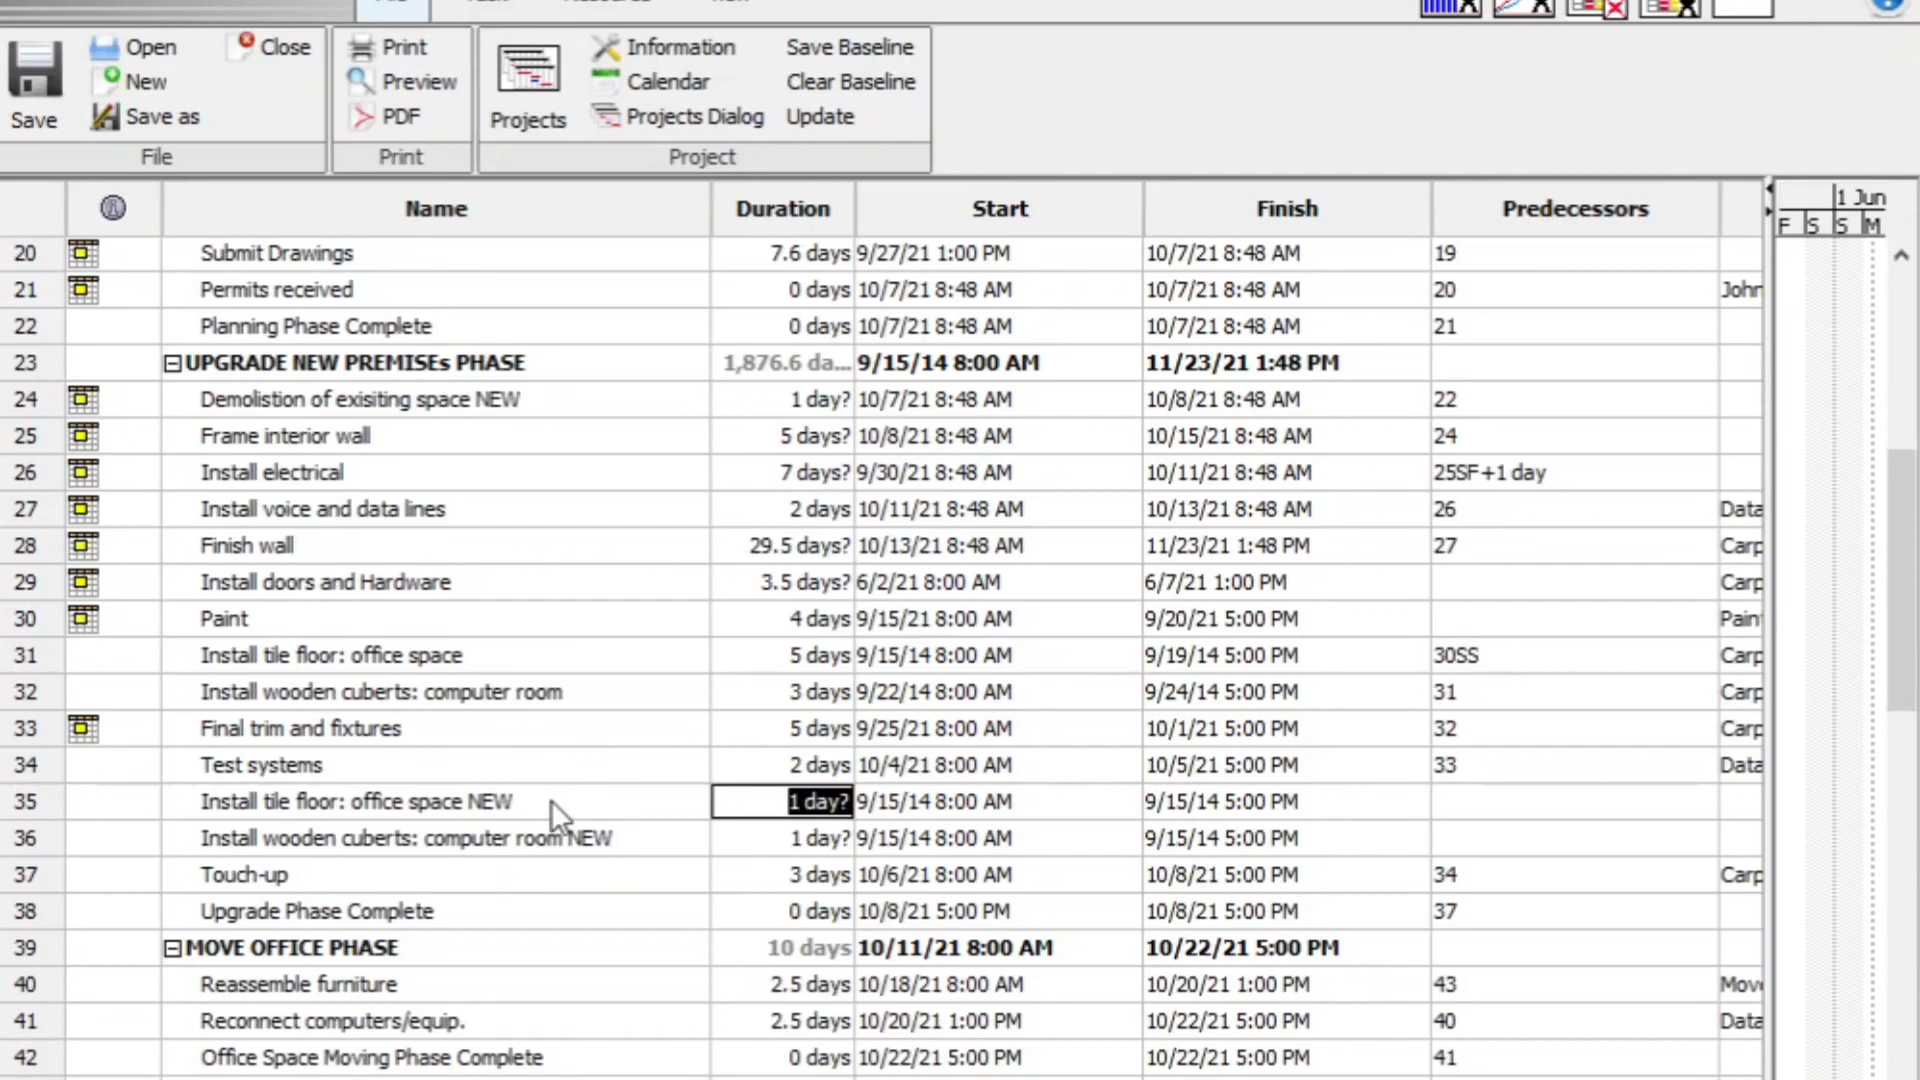 Open Close Print Information Save Baseline
New Preview Calendar Clear Baseline
Save Save as PDF Projects Projects Dialog Update
File Print Project
Name Duration Start Finish Predecessors 1 Jun
F S S M
20 Submit Drawings 7.6 days 9/27/21 1:00 PM 10/7/21 8:48 AM 19
21 Permits received 0 days 10/7/21 8:48 AM 10/7/21 8:48 AM 20 John
22 Planning Phase Complete 0 days 10/7/21 8:48 AM 10/7/21 8:48 AM 21
23 UPGRADE NEW PREMISEs PHASE 1,876.6 da... 9/15/14 8:00 AM 11/23/21 1:48 PM
24 Demolistion of exisiting space NEW 1 day? 10/7/21 8:48 AM 10/8/21 8:48 AM 22
25 Frame interior wall 5 days? 10/8/21 8:48 AM 10/15/21 8:48 AM 24
26 Install electrical 7 days? 9/30/21 8:48 AM 10/11/21 8:48 AM 25SF+1 day
27 Install voice and data lines 2 days 10/11/21 8:48 AM 10/13/21 8:48 AM 26 Data
28 Finish wall 29.5 days? 10/13/21 8:48 AM 11/23/21 1:48 PM 27 Carp
29 Install doors and Hardware 3.5 days? 6/2/21 8:00 AM 6/7/21 1:00 PM Carp
30 Paint 4 days 9/15/21 8:00 AM 9/20/21 5:00 PM Pain
31 Install tile floor: office space 5 days 9/15/14 8:00 AM 9/19/14 5:00 PM 30SS Carp
32 Install wooden cuberts: computer room 3 days 9/22/14 8:00 AM 9/24/14 5:00 PM 31 Carp
33 Final trim and fixtures 5 days 9/25/21 8:00 AM 10/1/21 5:00 PM 32 Carp
34 Test systems 2 days 10/4/21 8:00 AM 10/5/21 5:00 PM 33 Data
35 Install tile floor: office space NEW 1 day? 9/15/14 8:00 AM 9/15/14 5:00 PM
36 Install wooden cuberts: computer room NEW 1 day? 9/15/14 8:00 AM 9/15/14 5:00 PM
37 Touch-up 3 days 10/6/21 8:00 AM 10/8/21 5:00 PM 34 Carp
38 Upgrade Phase Complete 0 days 10/8/21 5:00 PM 10/8/21 5:00 PM 37
39 MOVE OFFICE PHASE 10 days 10/11/21 8:00 AM 10/22/21 5:00 PM
40 Reassemble furniture 2.5 days 10/18/21 8:00 AM 10/20/21 1:00 PM 43 Move
41 Reconnect computers/equip. 2.5 days 10/20/21 1:00 PM 10/22/21 5:00 PM 40 Data
42 Office Space Moving Phase Complete 0 days 10/22/21 5:00 PM 10/22/21 5:00 PM 41